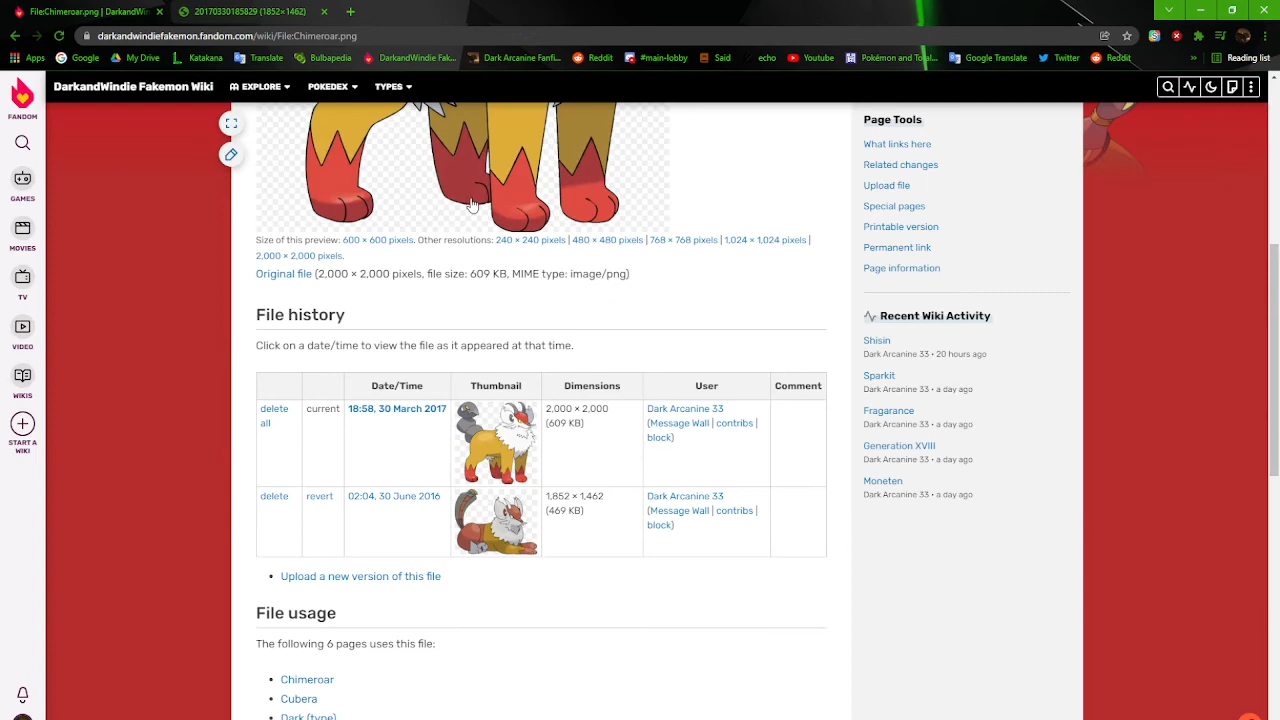 File:Chimeroar.png | DarkandWin
20170330185829 (1852×1462)
darkandwindiefakemon.fandom.com/wiki/File:Chimeroar.png
Apps
Google
My Drive
Katakana
Translate
Bulbapedia
DarkandWindie Fak...
Dark Arcanine Fanfi...
Reddit
#main-lobby
Said
echo
Youtube
Pokémon and Total...
Google Translate
Twitter
Reddit
Reading list
DarkandWindie Fakemon Wiki
EXPLORE
POKEDEX
TYPES
FANDOM
GAMES
MOVIES
TV
VIDEO
WIKIS
START A
WIKI
Size of this preview: 600 × 600 pixels. Other resolutions: 240 × 240 pixels | 480 × 480 pixels | 768 × 768 pixels | 1,024 × 1,024 pixels |
2,000 × 2,000 pixels.
Original file (2,000 × 2,000 pixels, file size: 609 KB, MIME type: image/png)
File history
Click on a date/time to view the file as it appeared at that time.
Date/Time Thumbnail Dimensions User Comment
delete all current 18:58, 30 March 2017 2,000 × 2,000 (609 KB) Dark Arcanine 33 (Message Wall | contribs | block)
delete revert 02:04, 30 June 2016 1,852 × 1,462 (469 KB) Dark Arcanine 33 (Message Wall | contribs | block)
• Upload a new version of this file
File usage
The following 6 pages uses this file:
• Chimeroar
• Cubera
• Dark (type)
Page Tools
What links here
Related changes
Upload file
Special pages
Printable version
Permanent link
Page information
Recent Wiki Activity
Shisin
Dark Arcanine 33 • 20 hours ago
Sparkit
Dark Arcanine 33 • a day ago
Fragarance
Dark Arcanine 33 • a day ago
Generation XVIII
Dark Arcanine 33 • a day ago
Moneten
Dark Arcanine 33 • a day ago